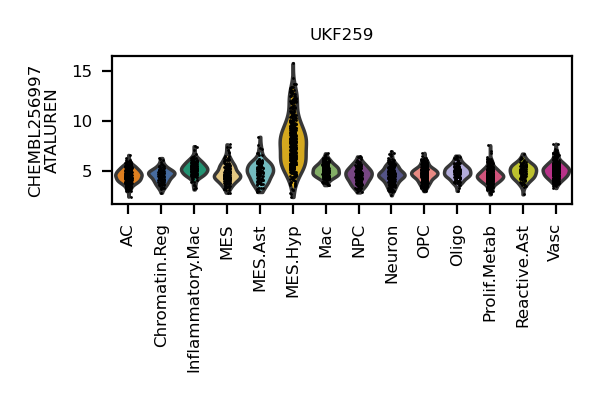 UKF259
CHEMBL256997
ATALUREN
15
10
5
AC
Chromatin.Reg
Inflammatory.Mac
MES
MES.Ast
MES.Hyp
Mac
NPC
Neuron
OPC
Oligo
Prolif.Metab
Reactive.Ast
Vasc